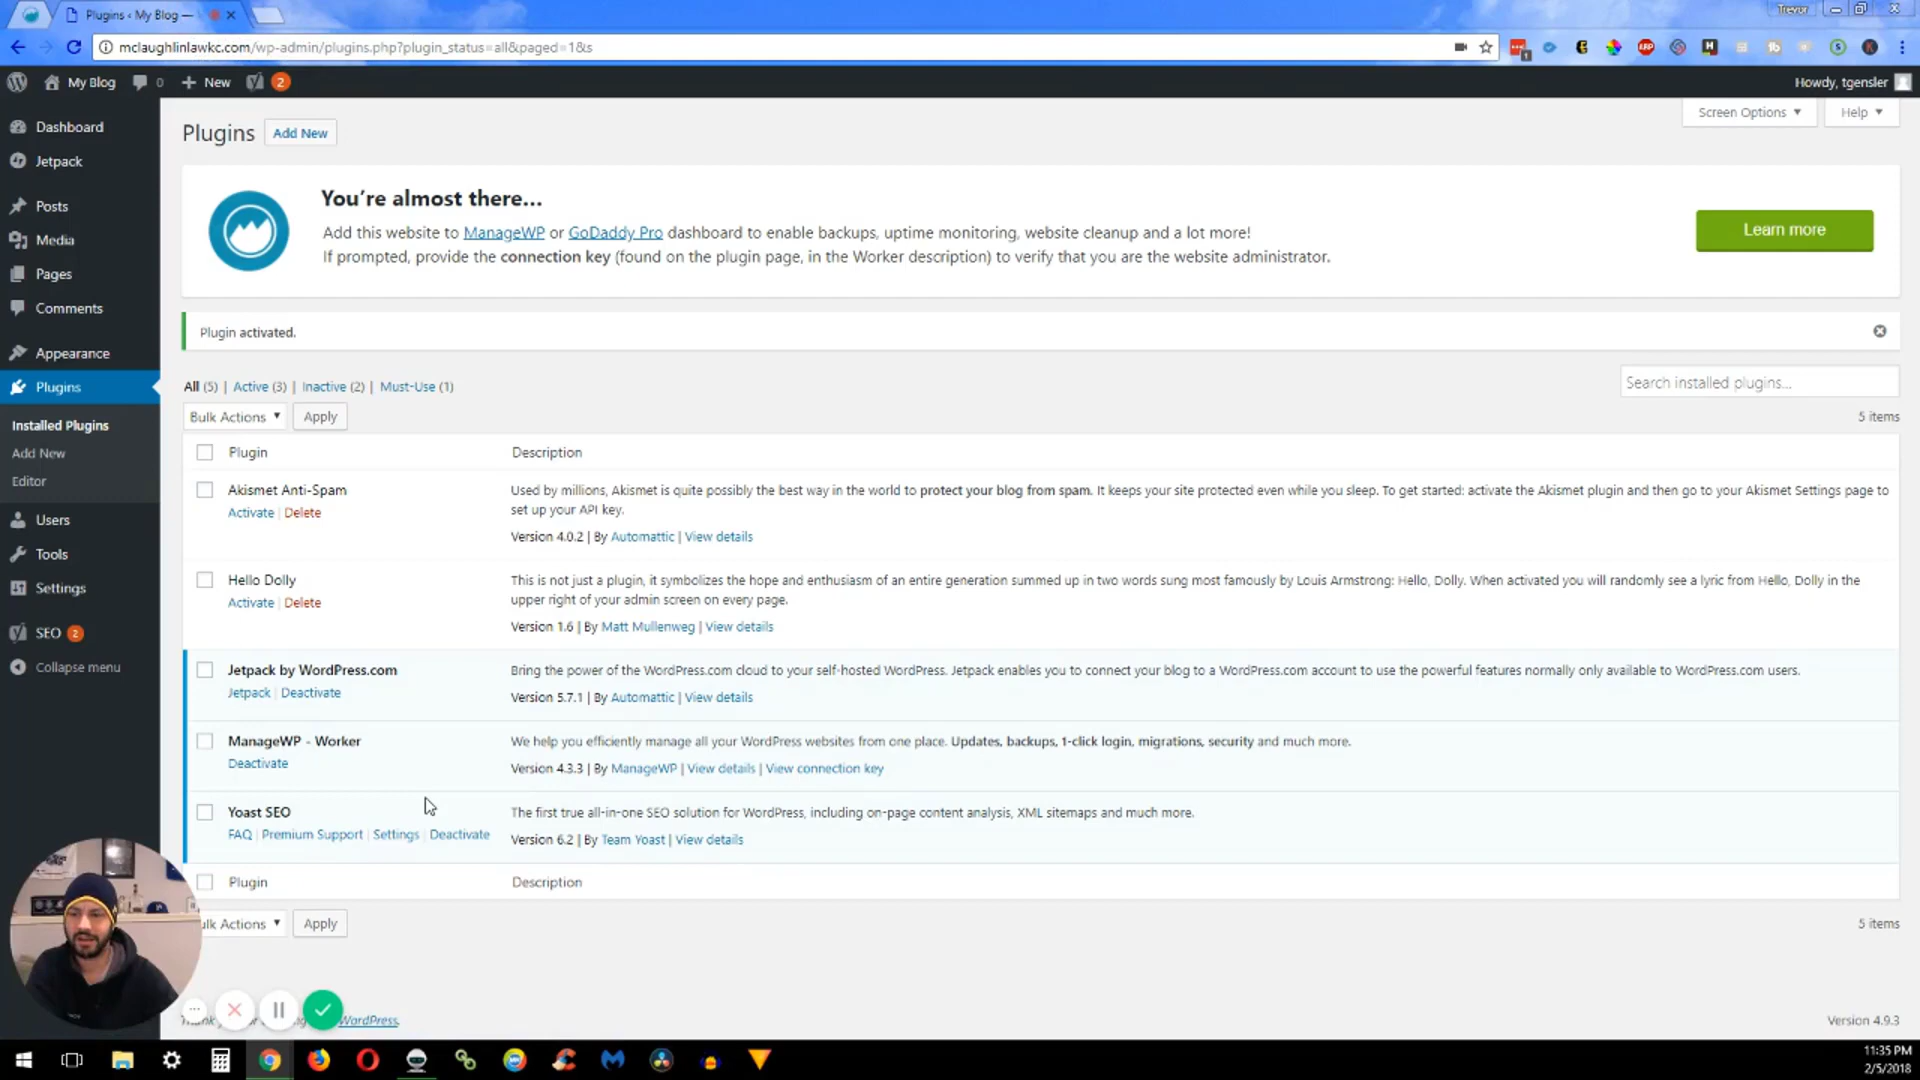 Plugins ‹ My Blog —
Trevor
mclaughlinlawkc.com/wp-admin/plugins.php?plugin_status=all&paged=1&s
My Blog 0 New 2
Howdy, tgensler
Screen Options Help
Dashboard
Jetpack
Posts
Media
Pages
Comments
Appearance
Plugins
Installed Plugins
Add New
Editor
Users
Tools
Settings
SEO 2
Collapse menu
Plugins Add New
You're almost there...
Add this website to ManageWP or GoDaddy Pro dashboard to enable backups, uptime monitoring, website cleanup and a lot more!
If prompted, provide the connection key (found on the plugin page, in the Worker description) to verify that you are the website administrator.
Learn more
Plugin activated.
All (5) | Active (3) | Inactive (2) | Must-Use (1)
Search installed plugins...
Bulk Actions Apply
5 items
Plugin Description
Akismet Anti-Spam
Activate | Delete
Used by millions, Akismet is quite possibly the best way in the world to protect your blog from spam. It keeps your site protected even while you sleep. To get started: activate the Akismet plugin and then go to your Akismet Settings page to
set up your API key.
Version 4.0.2 | By Automattic | View details
Hello Dolly
Activate | Delete
This is not just a plugin, it symbolizes the hope and enthusiasm of an entire generation summed up in two words sung most famously by Louis Armstrong: Hello, Dolly. When activated you will randomly see a lyric from Hello, Dolly in the
upper right of your admin screen on every page.
Version 1.6 | By Matt Mullenweg | View details
Jetpack by WordPress.com
Jetpack | Deactivate
Bring the power of the WordPress.com cloud to your self-hosted WordPress. Jetpack enables you to connect your blog to a WordPress.com account to use the powerful features normally only available to WordPress.com users.
Version 5.7.1 | By Automattic | View details
ManageWP - Worker
Deactivate
We help you efficiently manage all your WordPress websites from one place. Updates, backups, 1-click login, migrations, security and much more.
Version 4.3.3 | By ManageWP | View details | View connection key
Yoast SEO
FAQ | Premium Support | Settings | Deactivate
The first true all-in-one SEO solution for WordPress, including on-page content analysis, XML sitemaps and much more.
Version 6.2 | By Team Yoast | View details
Plugin Description
ulk Actions Apply
5 items
WordPress.
Version 4.9.3
11:35 PM
2/5/2018